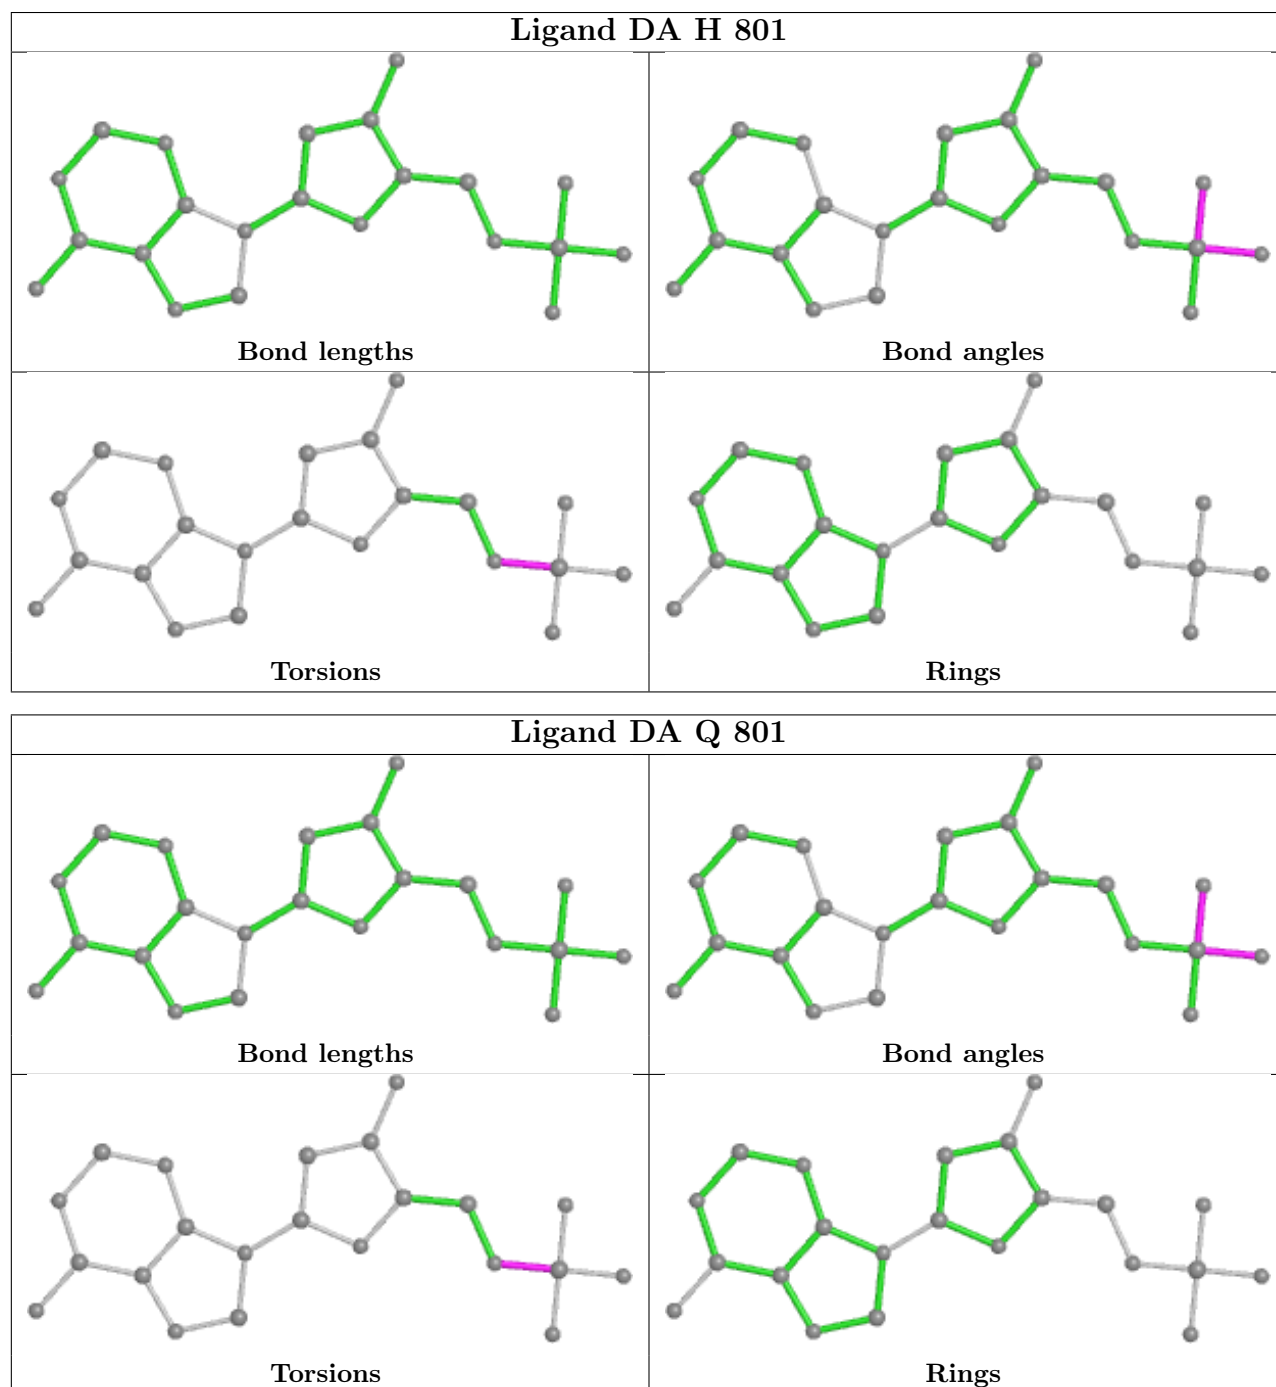 Ligand DA H 801
Bond lengths
Bond angles
Torsions
Rings
Ligand DA Q 801
Bond lengths
Bond angles
Torsions
Rings